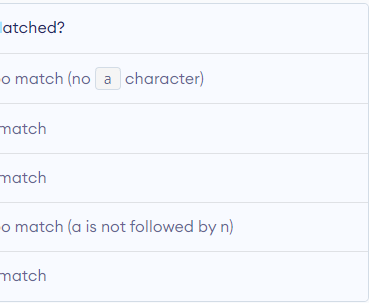 atched?
o match (no a character)
match
match
o match (a is not followed by n)
match